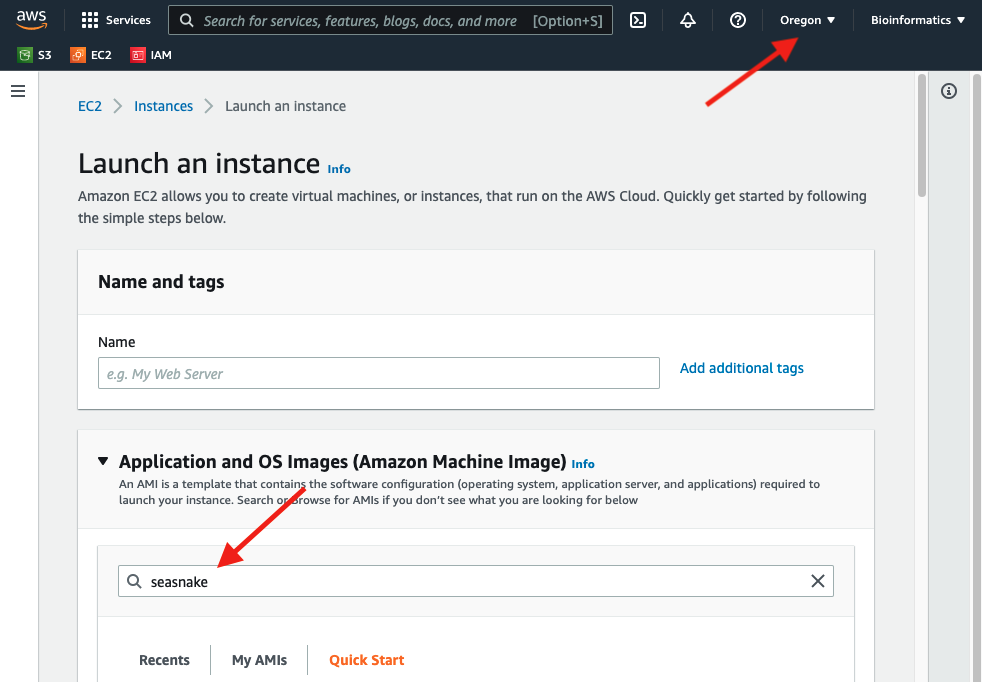 aws Services Search for services, features, blogs, docs, and more [Option+S] Oregon Bioinformatics
S3 EC2 IAM
EC2 Instances Launch an instance
Launch an instance Info
Amazon EC2 allows you to create virtual machines, or instances, that run on the AWS Cloud. Quickly get started by following
the simple steps below.
Name and tags
Name
e.g. My Web Server Add additional tags
Application and OS Images (Amazon Machine Image) Info
An AMI is a template that contains the software configuration (operating system, application server, and applications) required to
launch your instance. Search or Browse for AMIs if you don't see what you are looking for below
seasnake
Recents My AMIs Quick Start